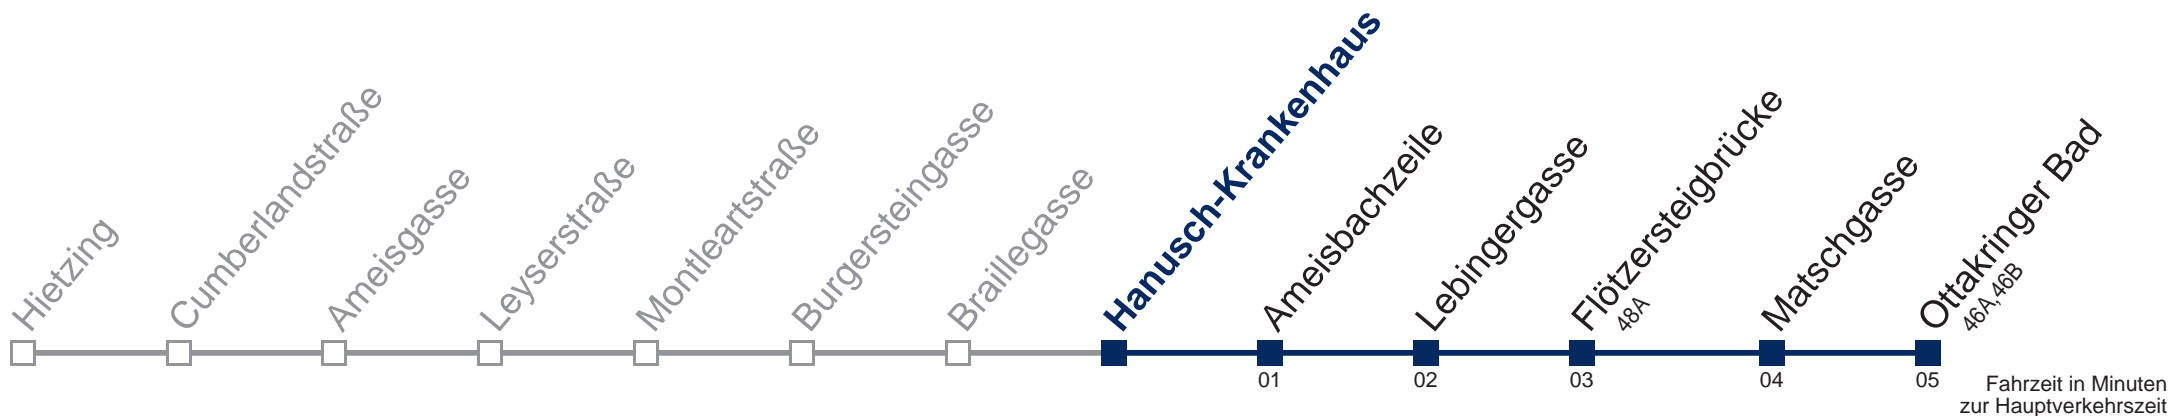 Hietzing
Cumberlandstraße
Ameisgasse
Leyserstraße
Montleartstraße
Burgersteingasse
Braillegasse
Hanusch-Krankenhaus
Ameisbachzeile
Lebingergasse
Flötzersteigbrücke
48A
Matschgasse
Ottakringer Bad
46A,46B
01
02
03
04
05
Fahrzeit in Minuten
zur Hauptverkehrszeit